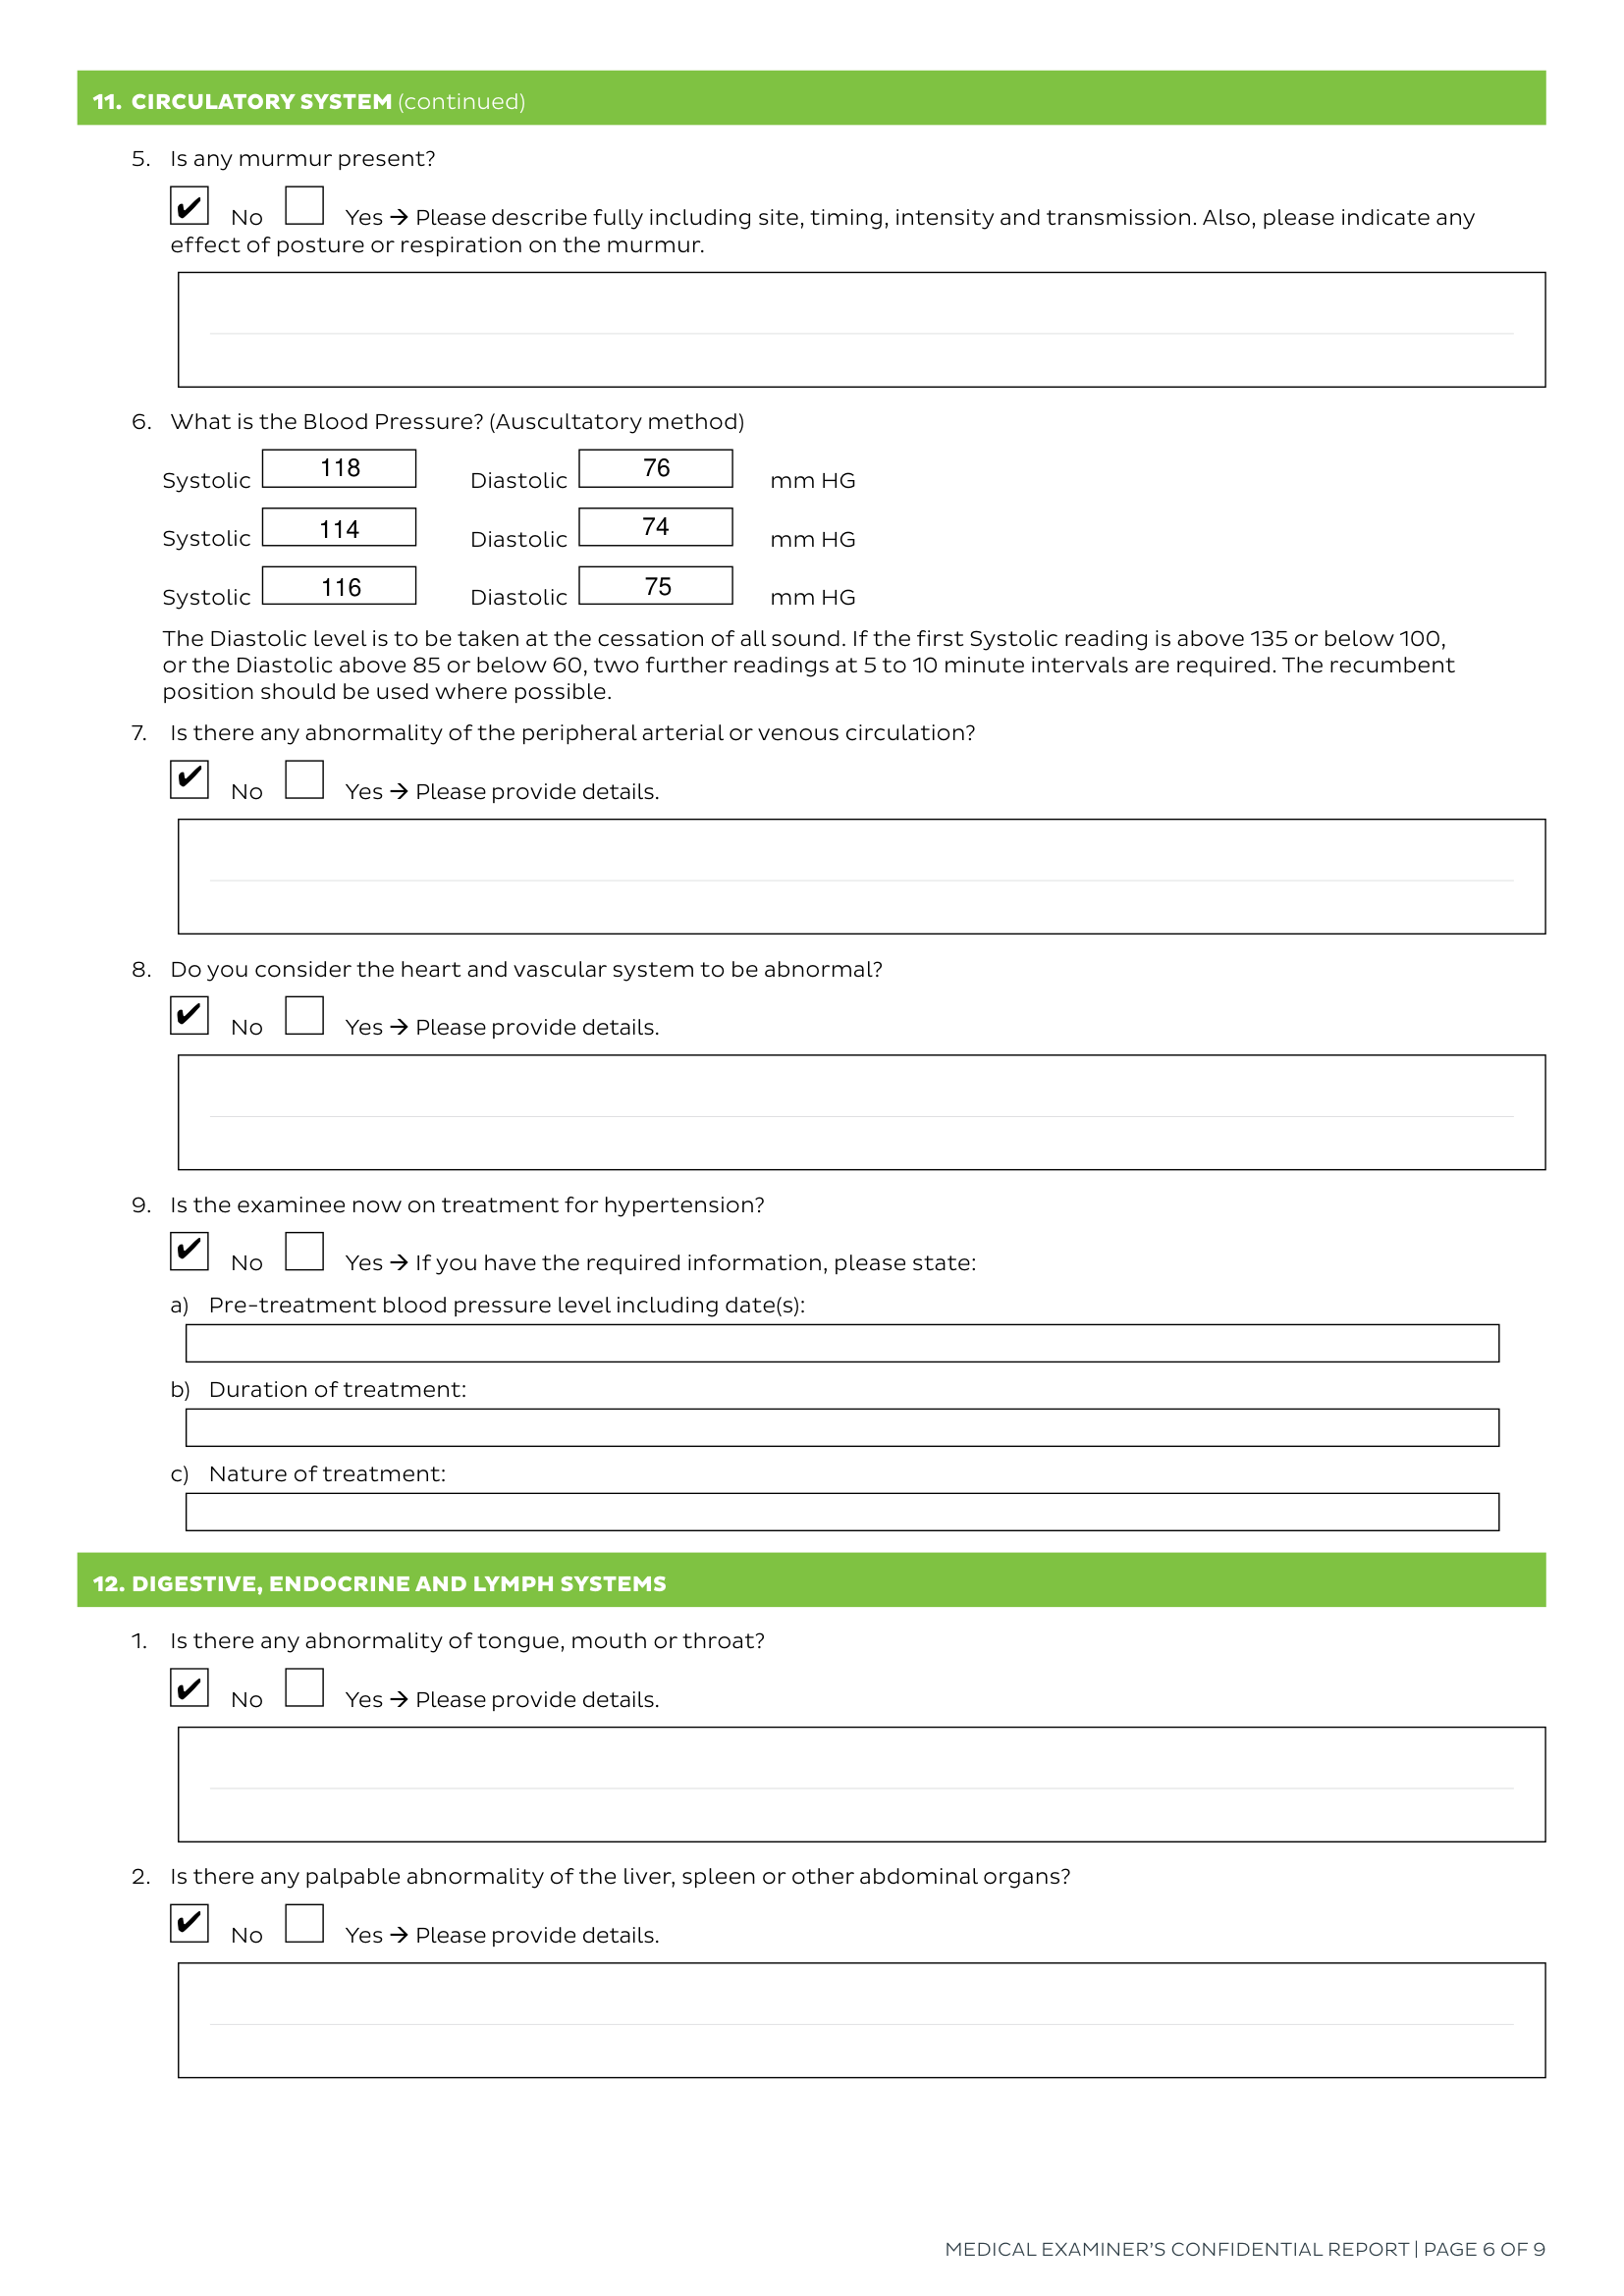 11. CIRCULATORY SYSTEM (continued)
5. Is any murmur present?
✔ No Yes → Please describe fully including site, timing, intensity and transmission. Also, please indicate any
effect of posture or respiration on the murmur.
6. What is the Blood Pressure? (Auscultatory method)
Systolic 118 Diastolic 76 mm HG
Systolic 114 Diastolic 74 mm HG
Systolic 116 Diastolic 75 mm HG
The Diastolic level is to be taken at the cessation of all sound. If the first Systolic reading is above 135 or below 100,
or the Diastolic above 85 or below 60, two further readings at 5 to 10 minute intervals are required. The recumbent
position should be used where possible.
7. Is there any abnormality of the peripheral arterial or venous circulation?
✔ No Yes → Please provide details.
8. Do you consider the heart and vascular system to be abnormal?
✔ No Yes → Please provide details.
9. Is the examinee now on treatment for hypertension?
✔ No Yes → If you have the required information, please state:
a) Pre-treatment blood pressure level including date(s):
b) Duration of treatment:
c) Nature of treatment:
12. DIGESTIVE, ENDOCRINE AND LYMPH SYSTEMS
1. Is there any abnormality of tongue, mouth or throat?
✔ No Yes → Please provide details.
2. Is there any palpable abnormality of the liver, spleen or other abdominal organs?
✔ No Yes → Please provide details.
MEDICAL EXAMINER'S CONFIDENTIAL REPORT | PAGE 6 OF 9